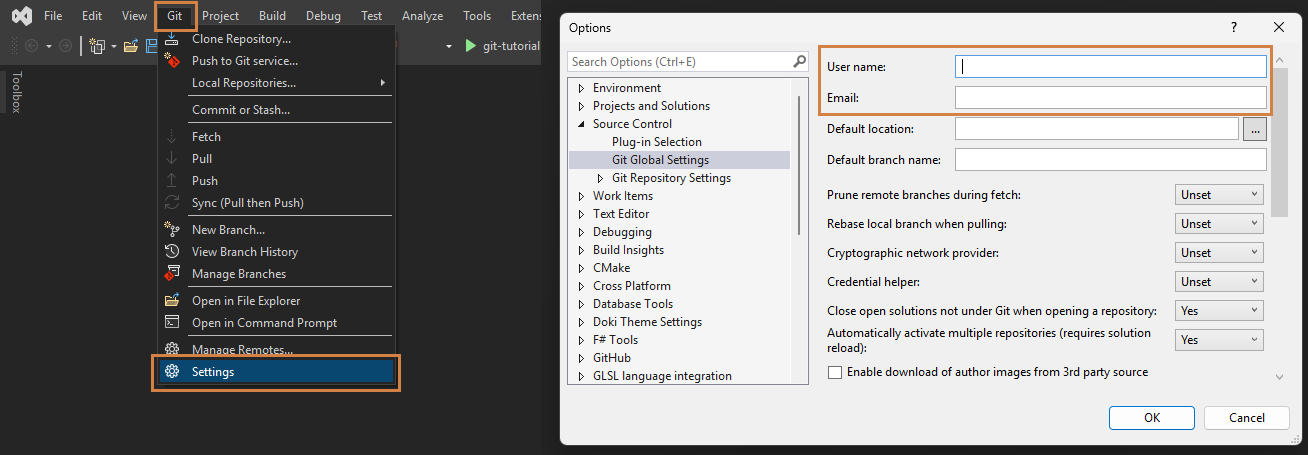 File Edit View Git Project Build Debug Test Analyze Tools Extens
git-tutorial
Toolbox
Clone Repository...
Push to Git service...
Local Repositories...
Commit or Stash...
Fetch
Pull
Push
Sync (Pull then Push)
New Branch...
View Branch History
Manage Branches
Open in File Explorer
Open in Command Prompt
Manage Remotes...
Settings
Options
?
Search Options (Ctrl+E)
Environment
Projects and Solutions
Source Control
Plug-in Selection
Git Global Settings
Git Repository Settings
Work Items
Text Editor
Debugging
Build Insights
CMake
Cross Platform
Database Tools
Doki Theme Settings
F# Tools
GitHub
GLSL language integration
User name:
Email:
Default location:
...
Default branch name:
Prune remote branches during fetch: Unset
Rebase local branch when pulling: Unset
Cryptographic network provider: Unset
Credential helper: Unset
Close open solutions not under Git when opening a repository: Yes
Automatically activate multiple repositories (requires solution
reload): Yes
Enable download of author images from 3rd party source
OK Cancel